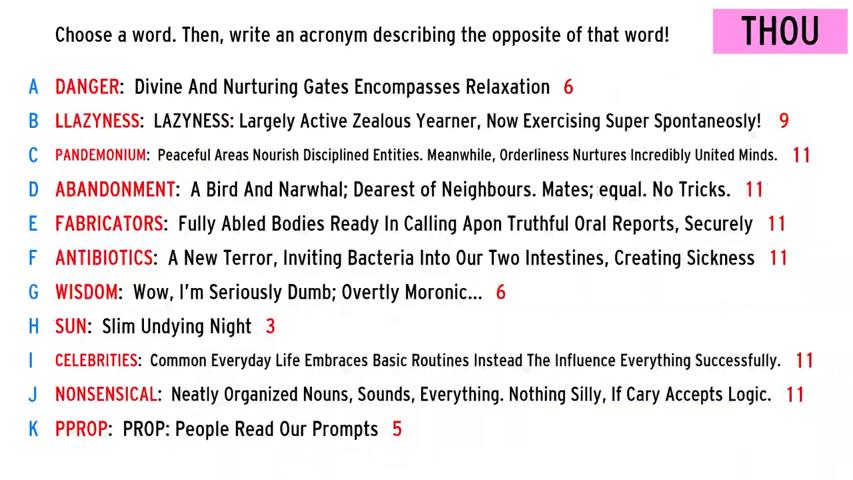 Choose a word. Then, write an acronym describing the opposite of that word!
THOU
A DANGER: Divine And Nurturing Gates Encompasses Relaxation 6
B LLAZYNESS: LAZYNESS: Largely Active Zealous Yearner, Now Exercising Super Spontaneosly! 9
C PANDEMONIUM: Peaceful Areas Nourish Disciplined Entities. Meanwhile, Orderliness Nurtures Incredibly United Minds. 11
D ABANDONMENT: A Bird And Narwhal; Dearest of Neighbours. Mates; equal. No Tricks. 11
E FABRICATORS: Fully Abled Bodies Ready In Calling Apon Truthful Oral Reports, Securely 11
F ANTIBIOTICS: A New Terror, Inviting Bacteria Into Our Two Intestines, Creating Sickness 11
G WISDOM: Wow, I'm Seriously Dumb; Overtly Moronic... 6
H SUN: Slim Undying Night 3
I CELEBRITIES: Common Everyday Life Embraces Basic Routines Instead The Influence Everything Successfully. 11
J NONSENSICAL: Neatly Organized Nouns, Sounds, Everything. Nothing Silly, If Cary Accepts Logic. 11
K PPROP: PROP: People Read Our Prompts 5